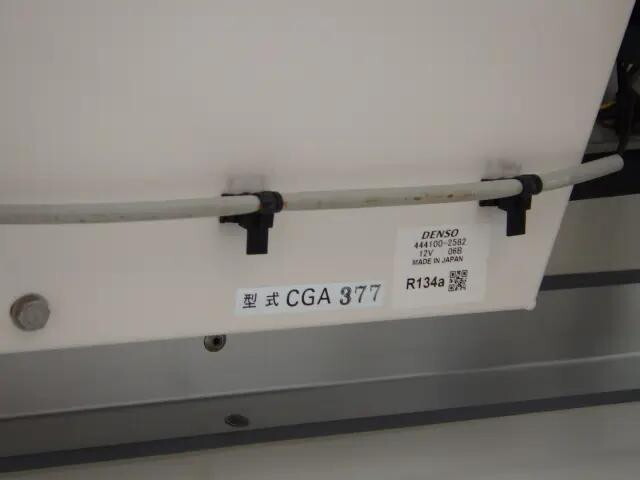 DENSO
444100-2582
12V 06B
MADE IN JAPAN
R134a
型式 CGA 377